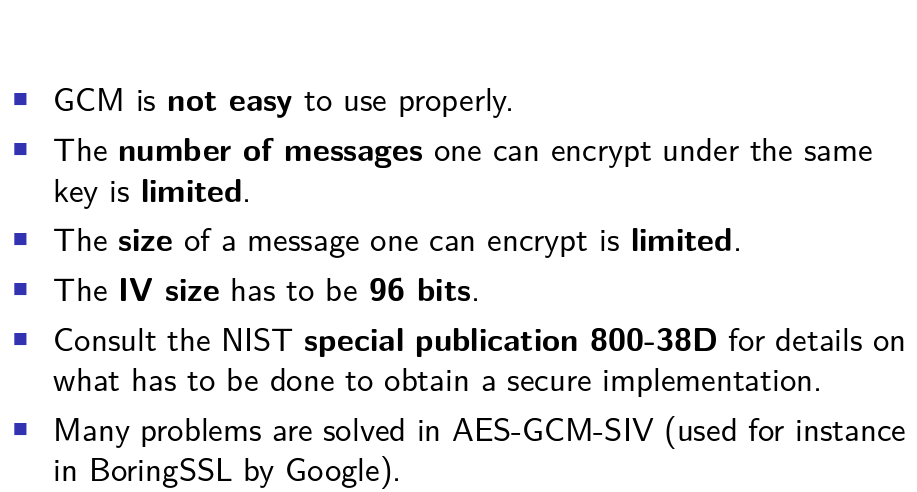 GCM is not easy to use properly.
The number of messages one can encrypt under the same
key is limited.
The size of a message one can encrypt is limited.
The IV size has to be 96 bits.
Consult the NIST special publication 800-38D for details on
what has to be done to obtain a secure implementation.
Many problems are solved in AES-GCM-SIV (used for instance
in BoringSSL by Google).